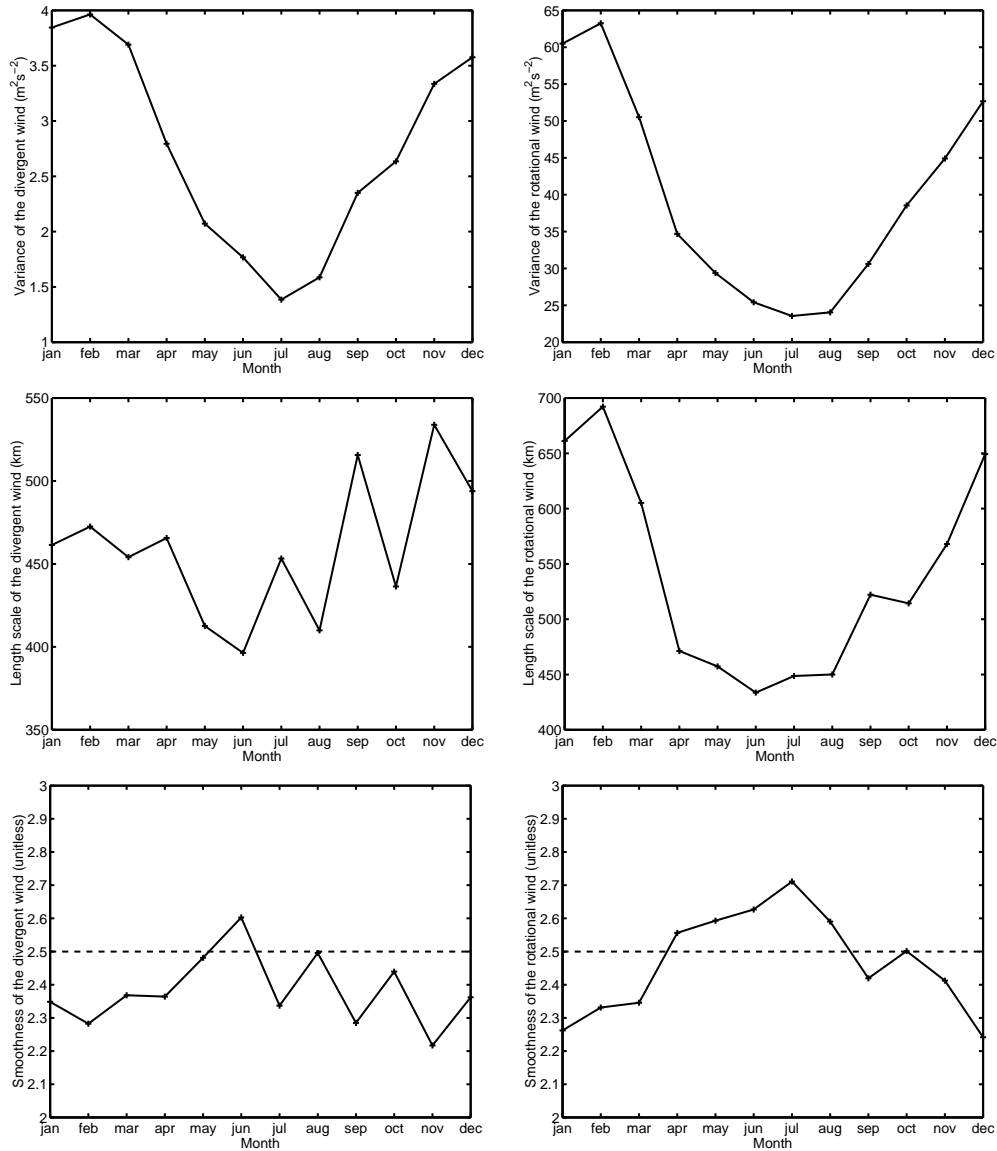 Variance of the divergent wind (m²s⁻²)
4
3.5
3
2.5
2
1.5
1
jan feb mar apr may jun jul aug sep oct nov dec
Month
Variance of the rotational wind (m²s⁻²)
65
60
55
50
45
40
35
30
25
20
jan feb mar apr may jun jul aug sep oct nov dec
Month
Length scale of the divergent wind (km)
550
500
450
400
350
jan feb mar apr may jun jul aug sep oct nov dec
Month
Length scale of the rotational wind (km)
700
650
600
550
500
450
400
jan feb mar apr may jun jul aug sep oct nov dec
Month
Smoothness of the divergent wind (unitless)
3
2.9
2.8
2.7
2.6
2.5
2.4
2.3
2.2
2.1
2
jan feb mar apr may jun jul aug sep oct nov dec
Month
Smoothness of the rotational wind (unitless)
3
2.9
2.8
2.7
2.6
2.5
2.4
2.3
2.2
2.1
2
jan feb mar apr may jun jul aug sep oct nov dec
Month